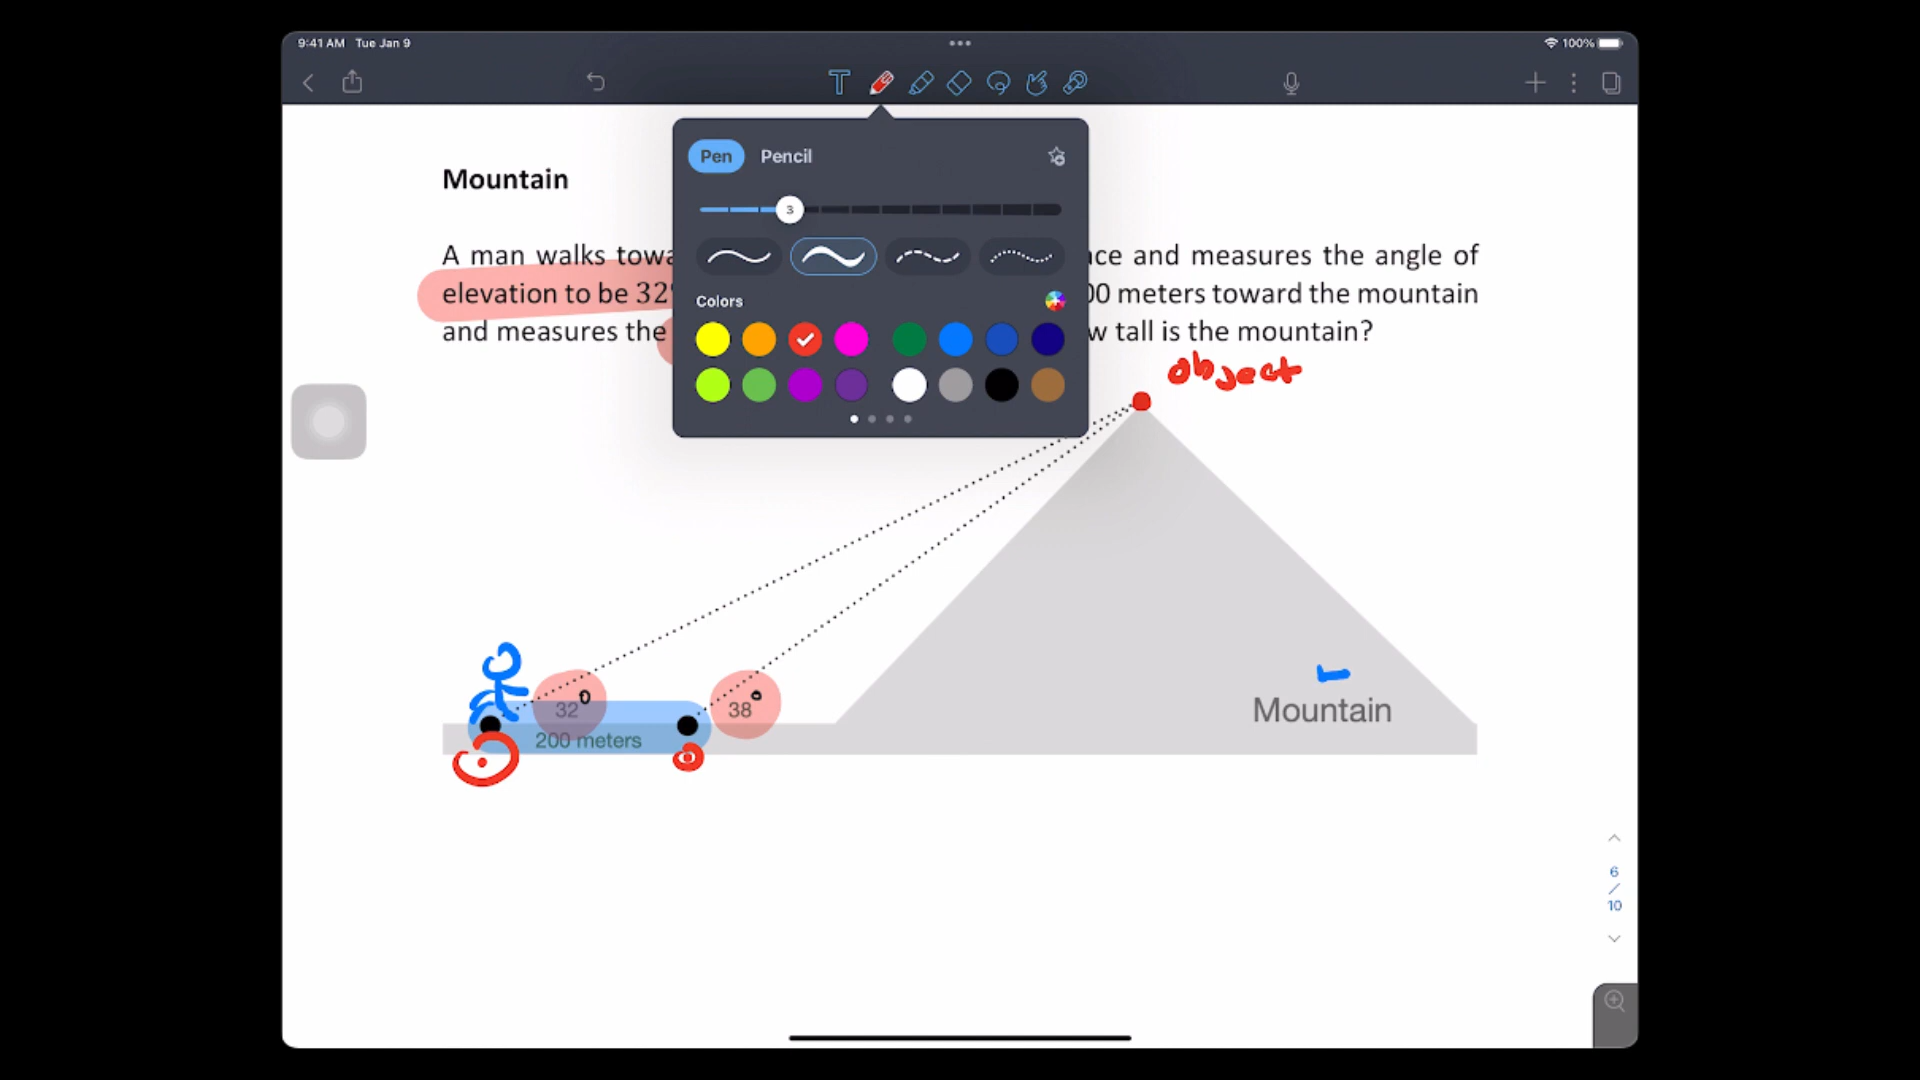 9:41 AM Tue Jan 9
100%
T
Pen Pencil
3
Colors
Mountain
A man walks ce and measures the angle of
elevation to be 32 00 meters toward the mountain
and measures the tall is the mountain?
object
32°
38°
200 meters
Mountain
6
/
10